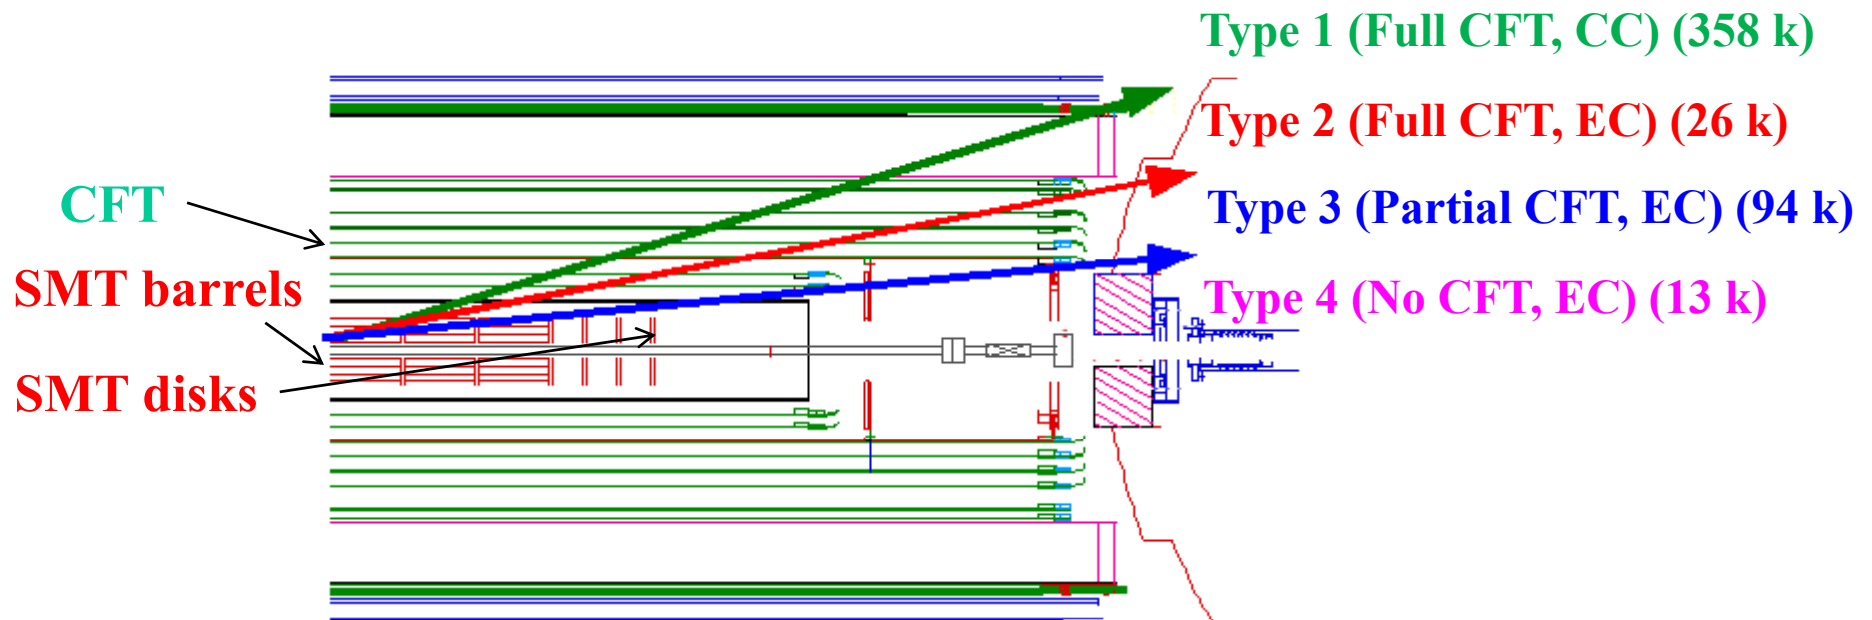 Type 1 (Full CFT, CC) (358 k)
Type 2 (Full CFT, EC) (26 k)
CFT
Type 3 (Partial CFT, EC) (94 k)
SMT barrels
Type 4 (No CFT, EC) (13 k)
SMT disks